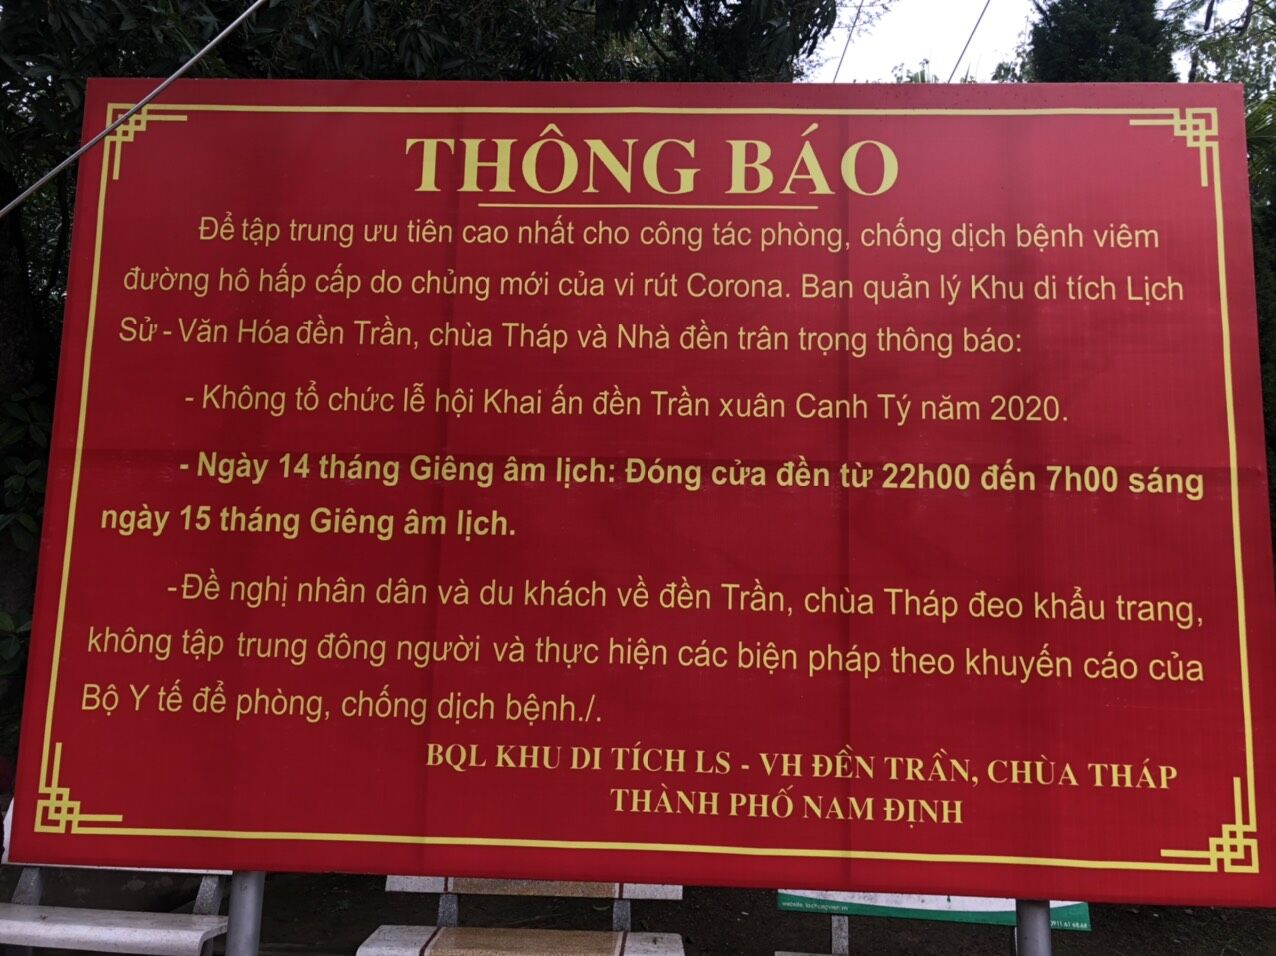 THÔNG BÁO
Để tập trung ưu tiên cao nhất cho công tác phòng, chống dịch bệnh viêm
đường hô hấp cấp do chủng mới của vi rút Corona. Ban quản lý Khu di tích Lịch
Sử - Văn Hóa đền Trần, chùa Tháp và Nhà đền trân trọng thông báo:
- Không tổ chức lễ hội Khai ấn đền Trần xuân Canh Tý năm 2020.
- Ngày 14 tháng Giêng âm lịch: Đóng cửa đền từ 22h00 đến 7h00 sáng
ngày 15 tháng Giêng âm lịch.
-Đề nghị nhân dân và du khách về đền Trần, chùa Tháp đeo khẩu trang,
không tập trung đông người và thực hiện các biện pháp theo khuyến cáo của
Bộ Y tế để phòng, chống dịch bệnh./.
BQL KHU DI TÍCH LS - VH ĐỀN TRẦN, CHÙA THÁP
THÀNH PHỐ NAM ĐỊNH